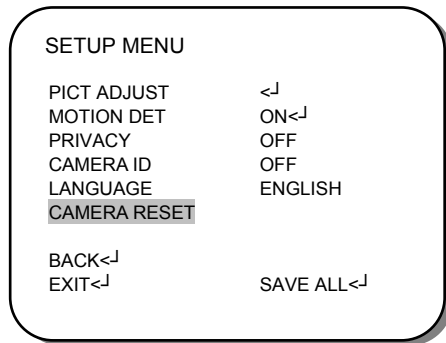 SETUP MENU
PICT ADJUST <┘
MOTION DET ON<┘
PRIVACY OFF
CAMERA ID OFF
LANGUAGE ENGLISH
CAMERA RESET
BACK<┘
EXIT<┘ SAVE ALL<┘